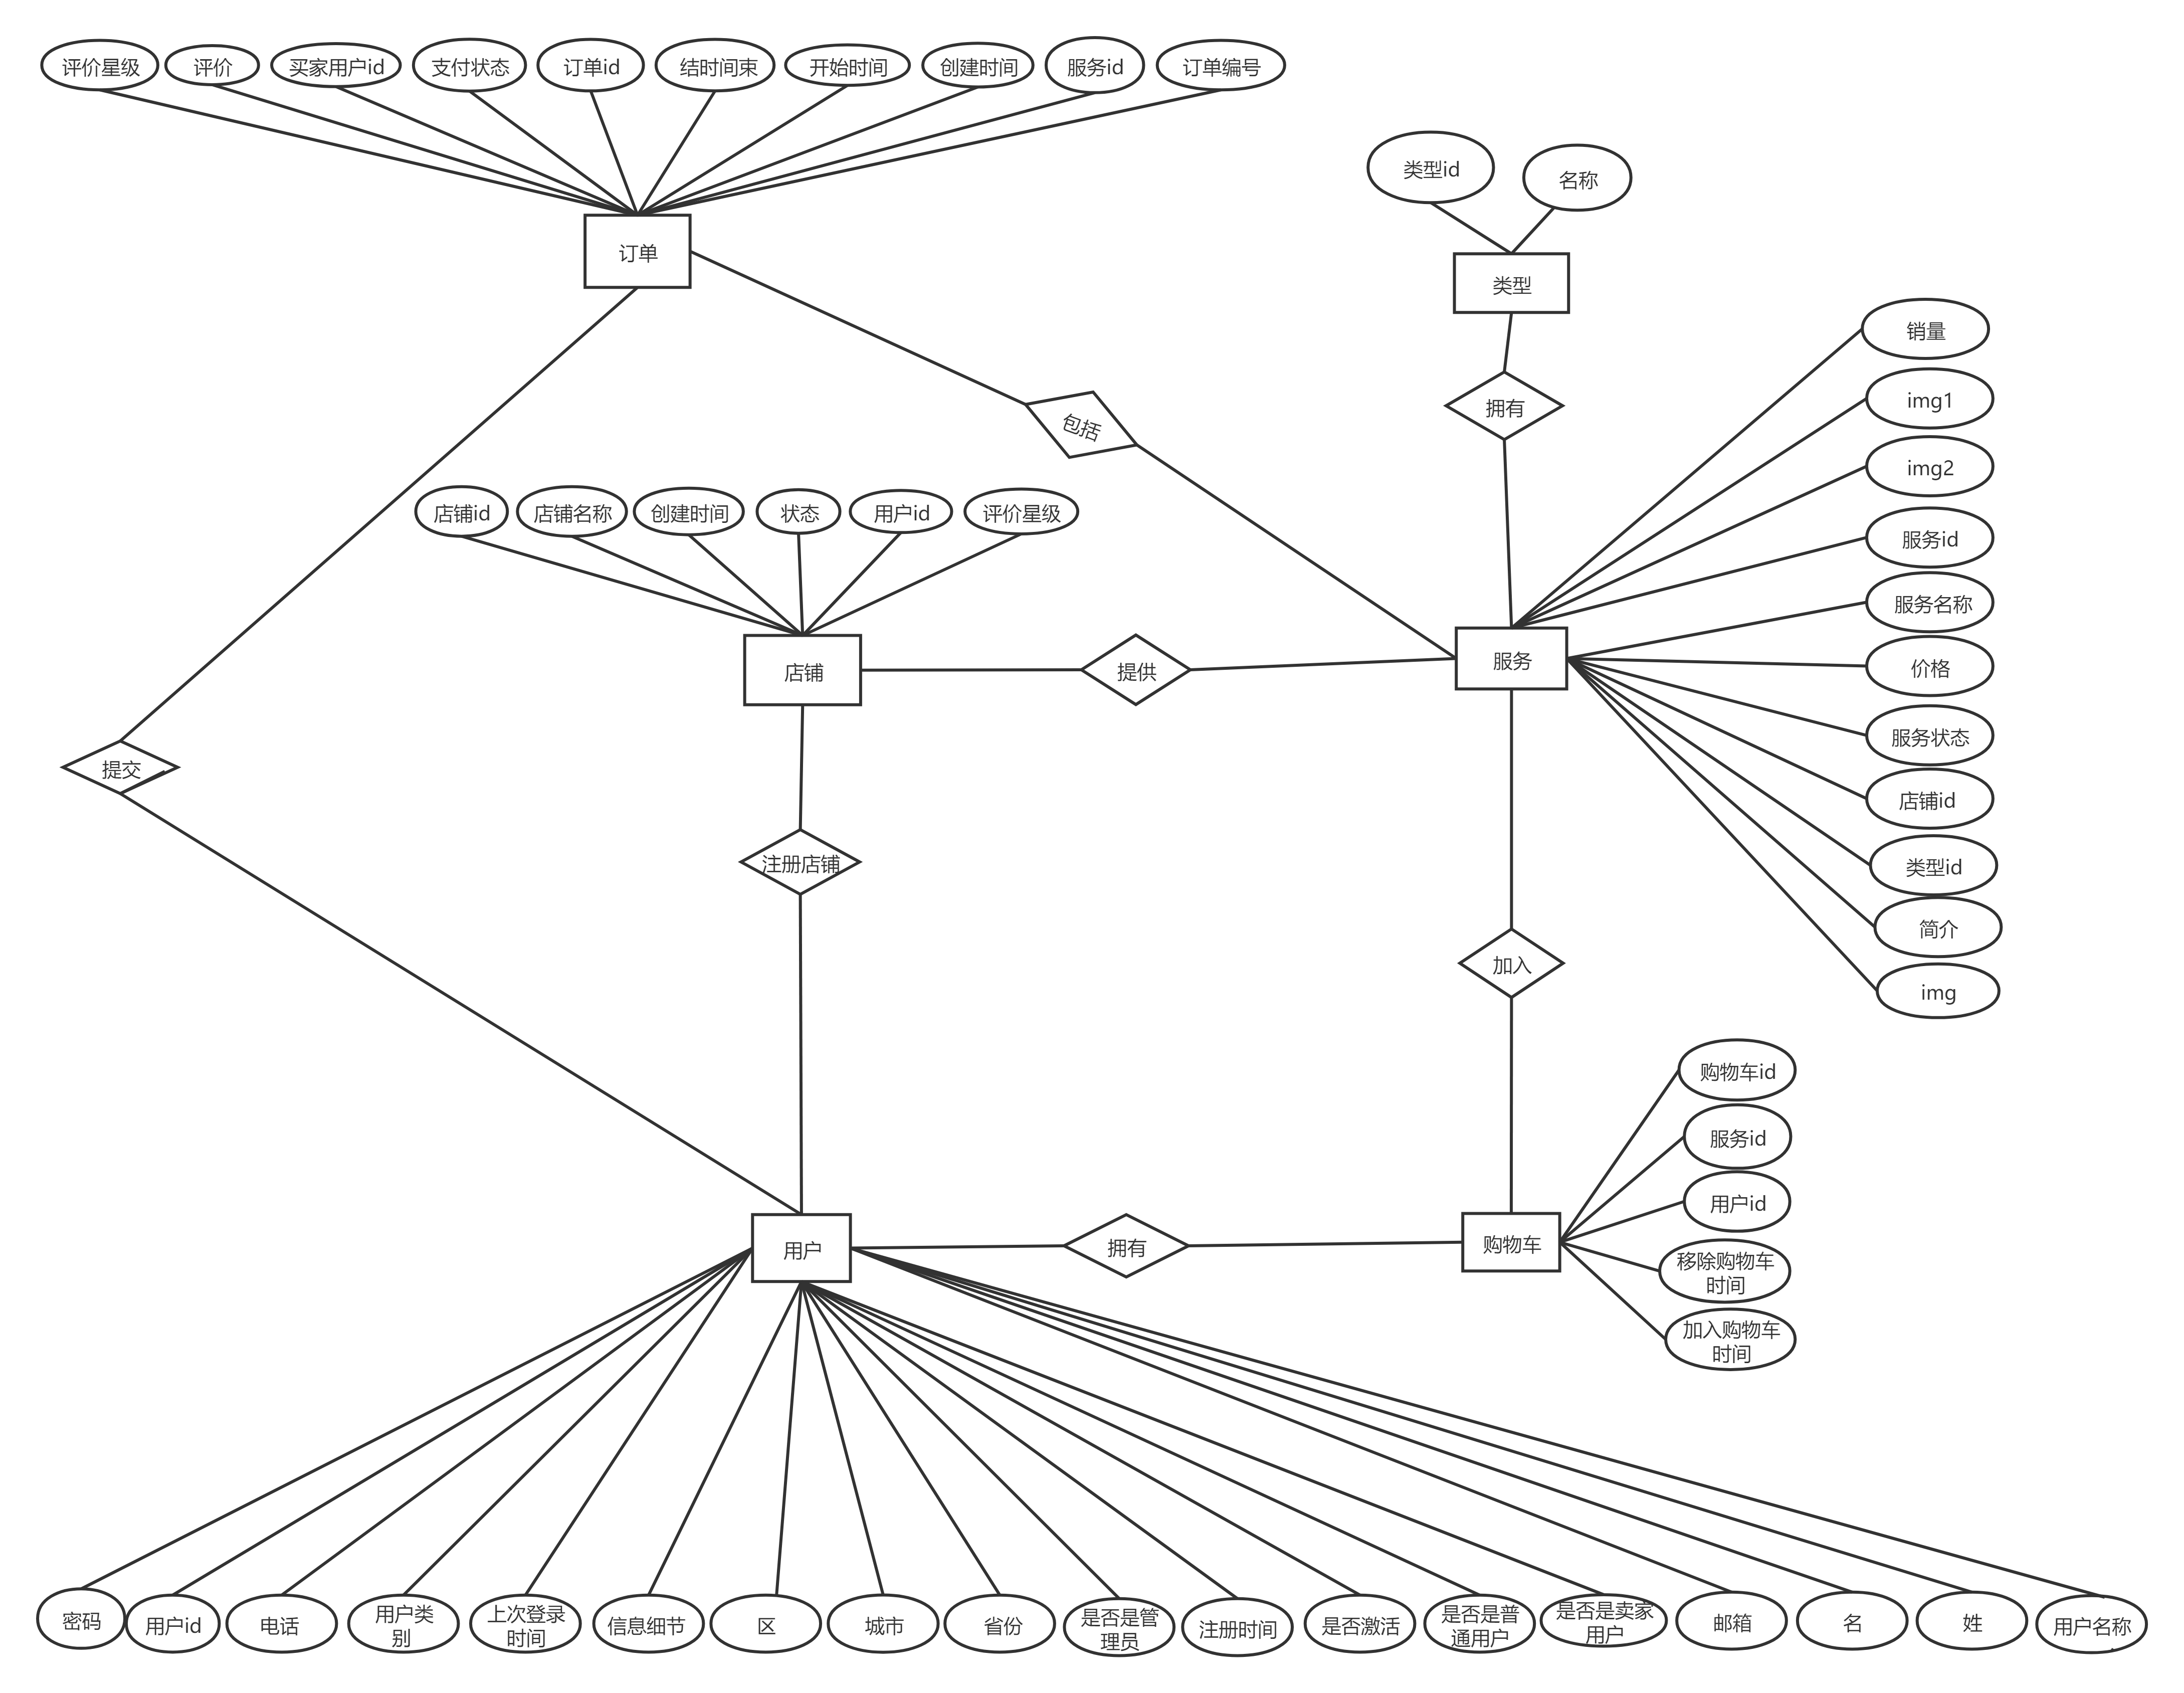 评价星级
评价
买家用户id
支付状态
订单id
结时间束
开始时间
创建时间
服务id
订单编号
订单
类型id
名称
类型
拥有
包括
销量
img1
img2
服务id
服务名称
价格
服务状态
店铺id
类型id
简介
img
店铺id
店铺名称
创建时间
状态
用户id
评价星级
店铺
提供
服务
提交
注册店铺
加入
购物车id
服务id
用户id
移除购物车
时间
加入购物车
时间
用户
拥有
购物车
密码
用户id
电话
用户类
别
上次登录
时间
信息细节
区
城市
省份
是否是管
理员
注册时间
是否激活
是否是普
通用户
是否是卖家
用户
邮箱
名
姓
用户名称